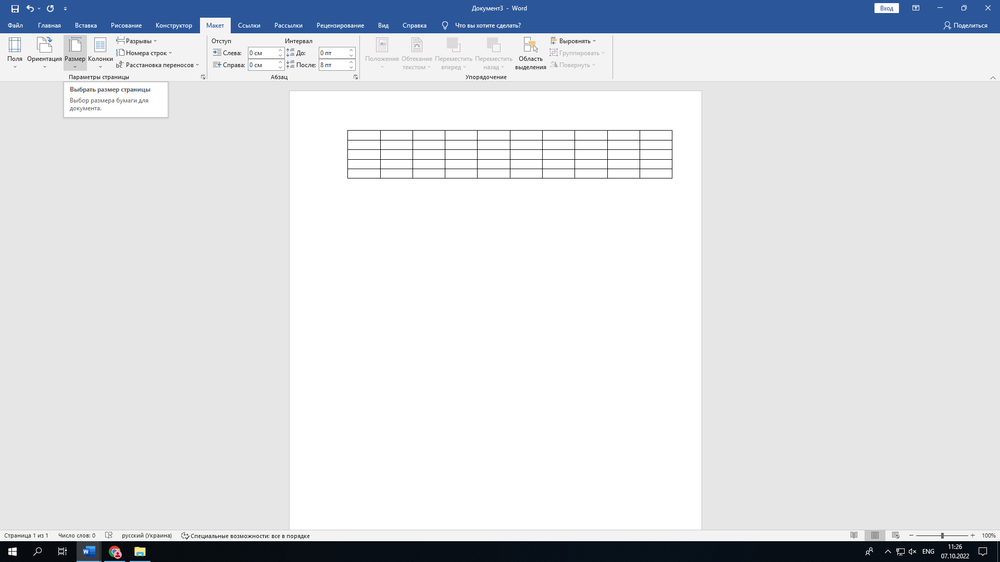 Документ3 - Word
Вход
Файл Главная Вставка Рисование Конструктор Макет Ссылки Рассылки Рецензирование Вид Справка Что вы хотите сделать? Поделиться
Поля
Ориентация
Размер
Колонки
Разрывы
Номера строк
bc a- Расстановка переносов
Параметры страницы
Отступ
Слева: 0 см
Справа: 0 см
Интервал
До: 0 пт
После: 8 пт
Абзац
Положение
Обтекание
текстом
Переместить
вперед
Переместить
назад
Область
выделения
Выровнять
Группировать
Повернуть
Упорядочение
Выбрать размер страницы
Выбор размера бумаги для
документа.
Страница 1 из 1 Число слов: 0 русский (Украина) Специальные возможности: все в порядке 100%
W ENG 11:26
07.10.2022